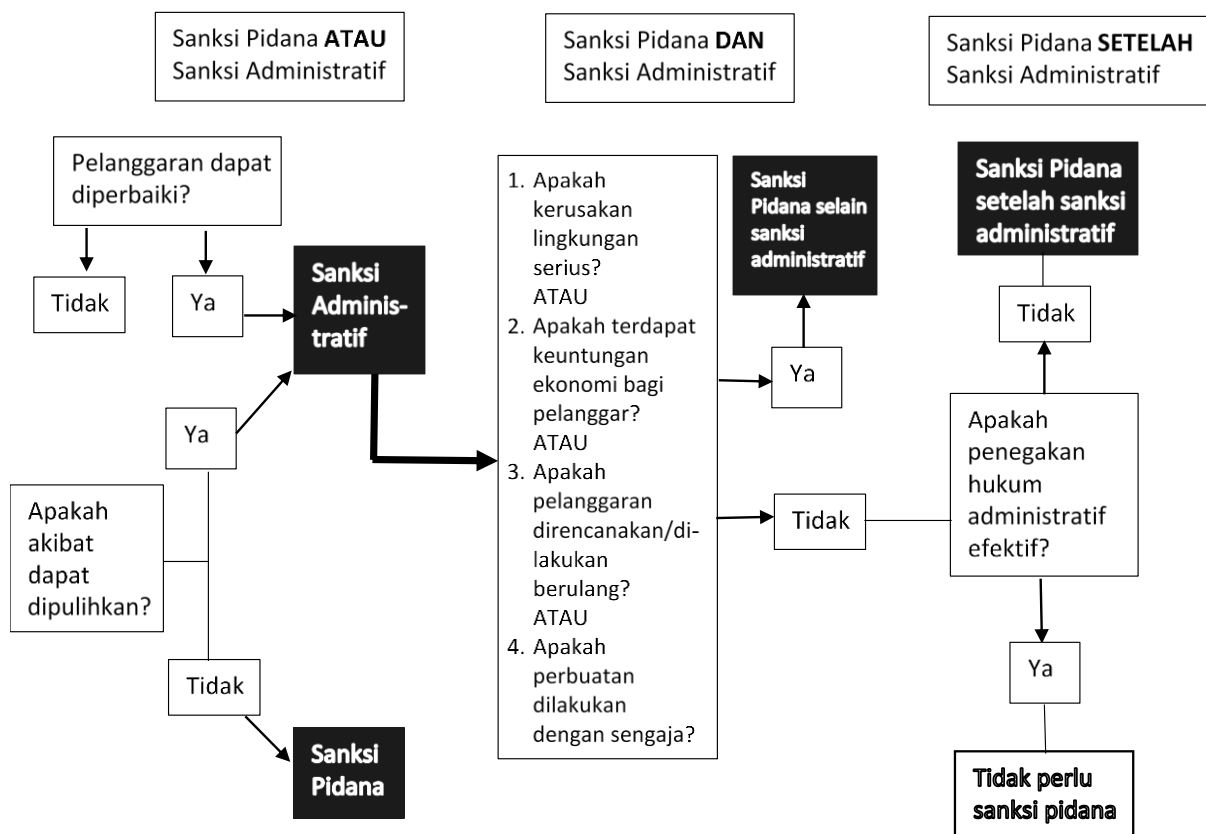 Sanksi Pidana ATAU
Sanksi Administratif
Sanksi Pidana DAN
Sanksi Administratif
Sanksi Pidana SETELAH
Sanksi Administratif
Pelanggaran dapat
diperbaiki?
Tidak
Ya
Sanksi
Adminis-
tratif
Ya
Apakah
akibat
dapat
dipulihkan?
Tidak
Sanksi
Pidana
1. Apakah
kerusakan
lingkungan
serius?
ATAU
2. Apakah terdapat
keuntungan
ekonomi bagi
pelanggar?
ATAU
3. Apakah
pelanggaran
direncanakan/di-
lakukan
berulang?
ATAU
4. Apakah
perbuatan
dilakukan
dengan sengaja?
Sanksi
Pidana selain
sanksi
administratif
Ya
Tidak
Sanksi Pidana
setelah sanksi
administratif
Tidak
Apakah
penegakan
hukum
administratif
efektif?
Ya
Tidak perlu
sanksi pidana